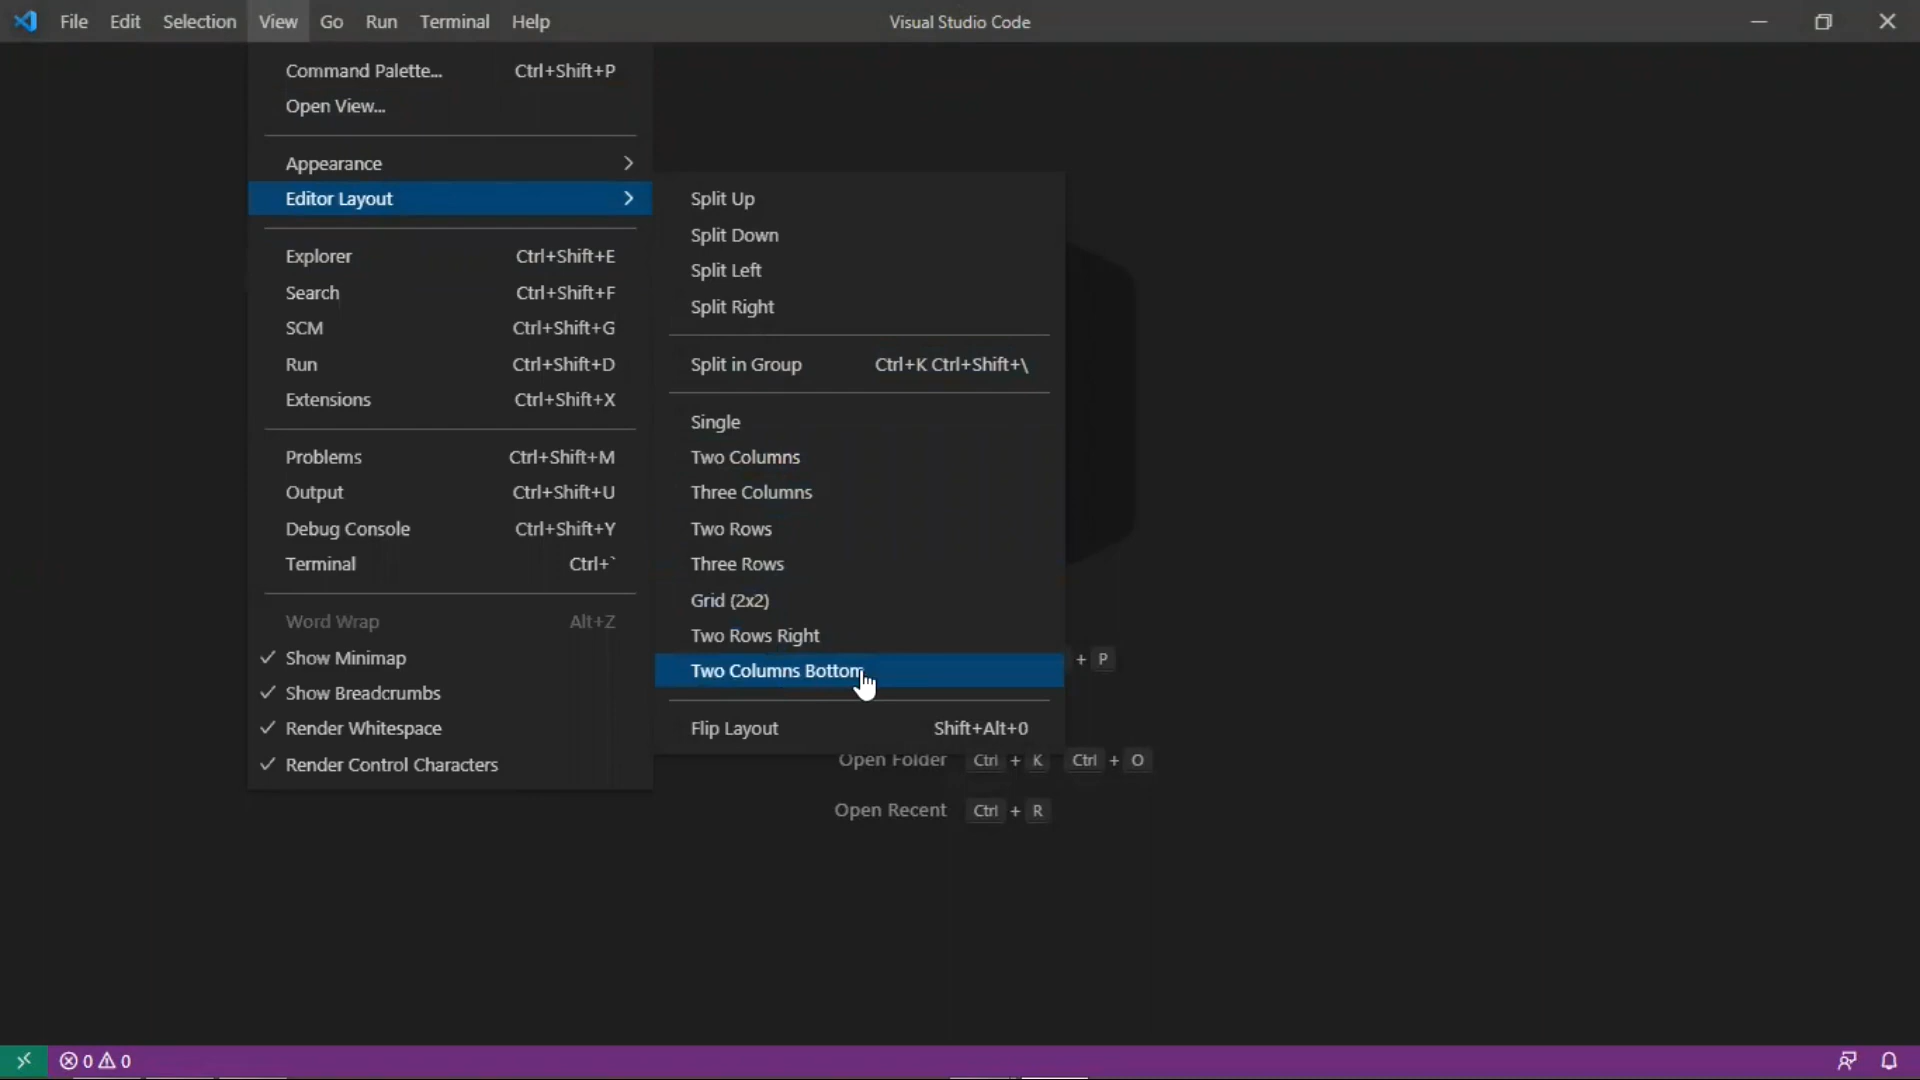 File Edit Selection View Go Run Terminal Help Visual Studio Code
Command Palette... Ctrl+Shift+P
Open View...
Appearance
Editor Layout
Explorer Ctrl+Shift+E
Search Ctrl+Shift+F
SCM Ctrl+Shift+G
Run Ctrl+Shift+D
Extensions Ctrl+Shift+X
Problems Ctrl+Shift+M
Output Ctrl+Shift+U
Debug Console Ctrl+Shift+Y
Terminal Ctrl+`
Word Wrap Alt+Z
Show Minimap
Show Breadcrumbs
Render Whitespace
Render Control Characters
Split Up
Split Down
Split Left
Split Right
Split in Group Ctrl+K Ctrl+Shift+\
Single
Two Columns
Three Columns
Two Rows
Three Rows
Grid (2x2)
Two Rows Right
Two Columns Bottom
Flip Layout Shift+Alt+0
+ P
Open Folder Ctrl + K Ctrl + O
Open Recent Ctrl + R
0 0